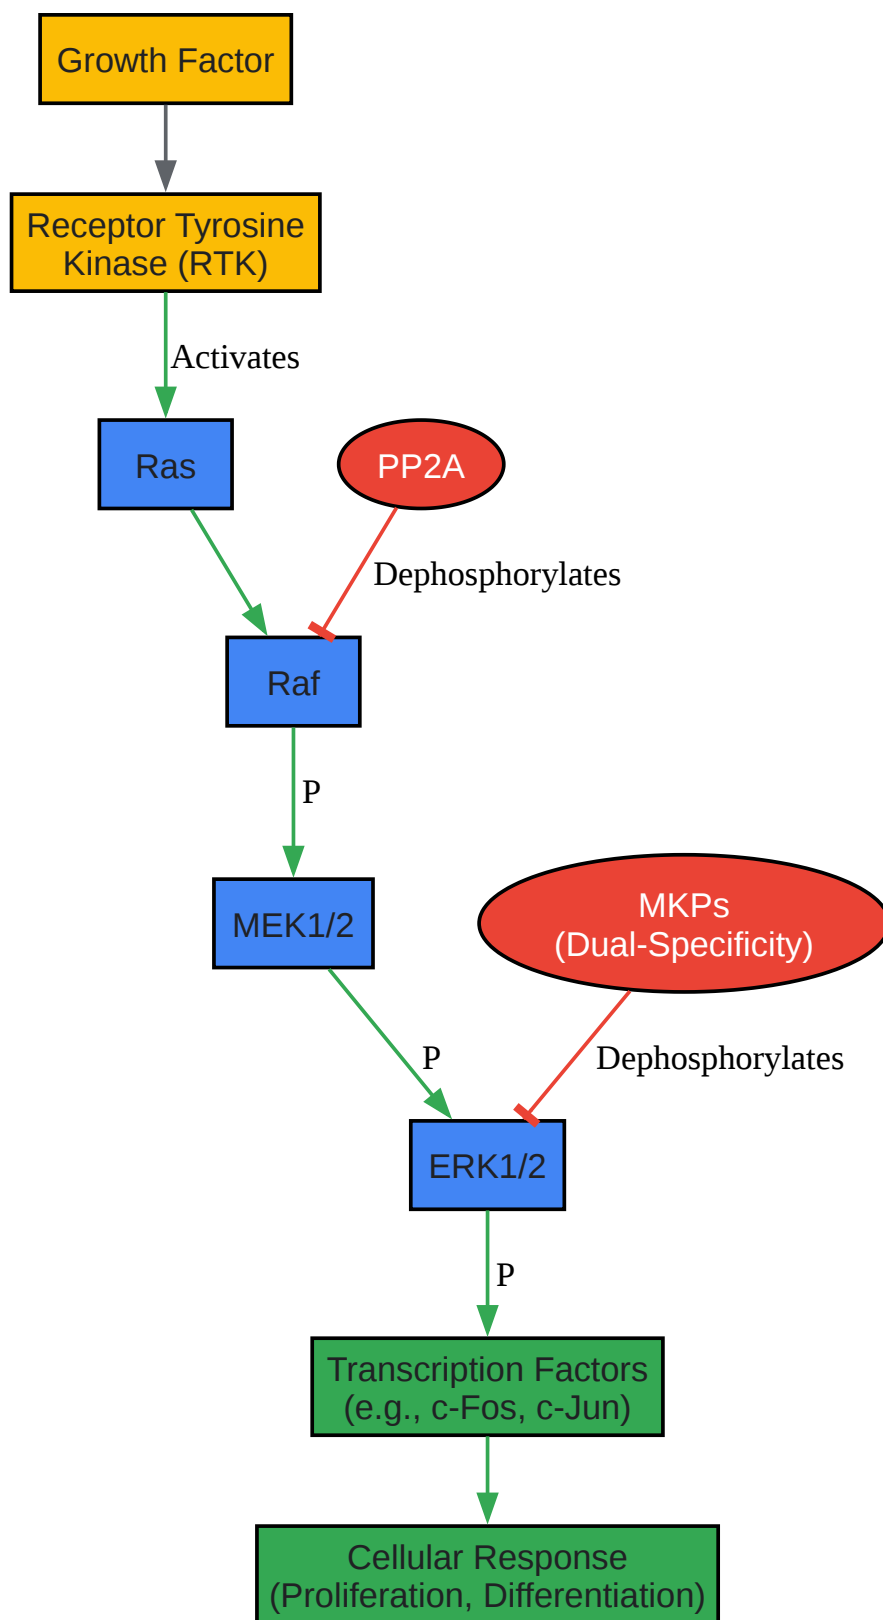 Growth Factor
Receptor Tyrosine
Kinase (RTK)
Activates
Ras
PP2A
Dephosphorylates
Raf
P
MEK1/2
MKPs
(Dual-Specificity)
P
Dephosphorylates
ERK1/2
P
Transcription Factors
(e.g., c-Fos, c-Jun)
Cellular Response
(Proliferation, Differentiation)